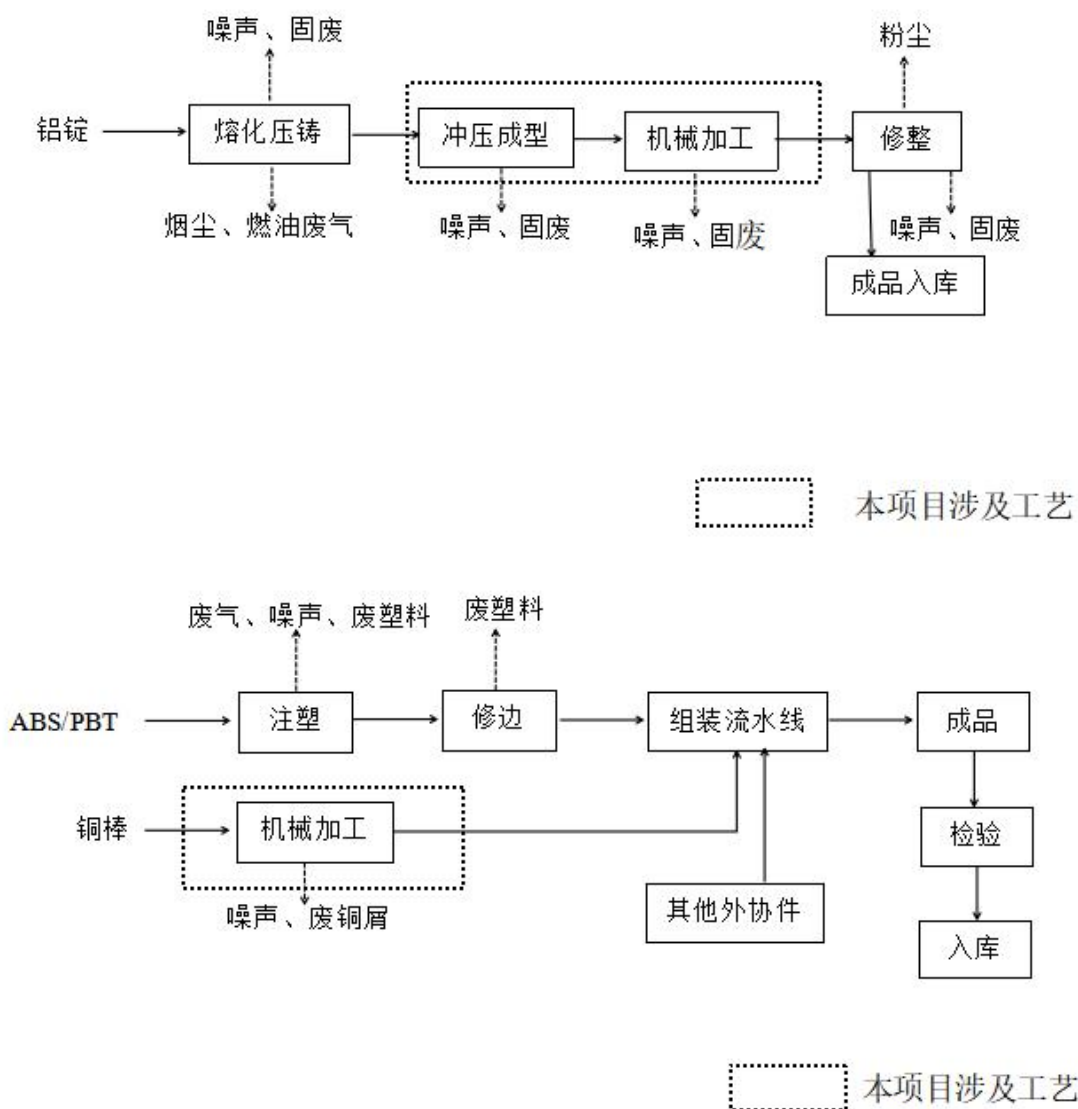 噪声、固废
粉尘
铝锭
熔化压铸
冲压成型
机械加工
修整
烟尘、燃油废气
噪声、固废
噪声、固废
噪声、固废
成品入库
本项目涉及工艺
废气、噪声、废塑料
废塑料
ABS/PBT
注塑
修边
组装流水线
成品
铜棒
机械加工
检验
噪声、废铜屑
其他外协件
入库
本项目涉及工艺